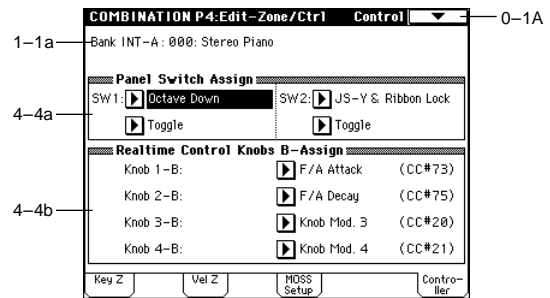 COMBINATION P4:Edit-Zone/Ctrl Control
0–1A
1–1a
Bank INT-A: 000: Stereo Piano
Panel Switch Assign
4–4a
SW1: Octave Down SW2: JS-Y & Ribbon Lock
Toggle Toggle
Realtime Control Knobs B-Assign
4–4b
Knob 1-B: F/A Attack (CC#73)
Knob 2-B: F/A Decay (CC#75)
Knob 3-B: Knob Mod. 3 (CC#20)
Knob 4-B: Knob Mod. 4 (CC#21)
Key Z Vel Z MOSS Setup Contro-ller